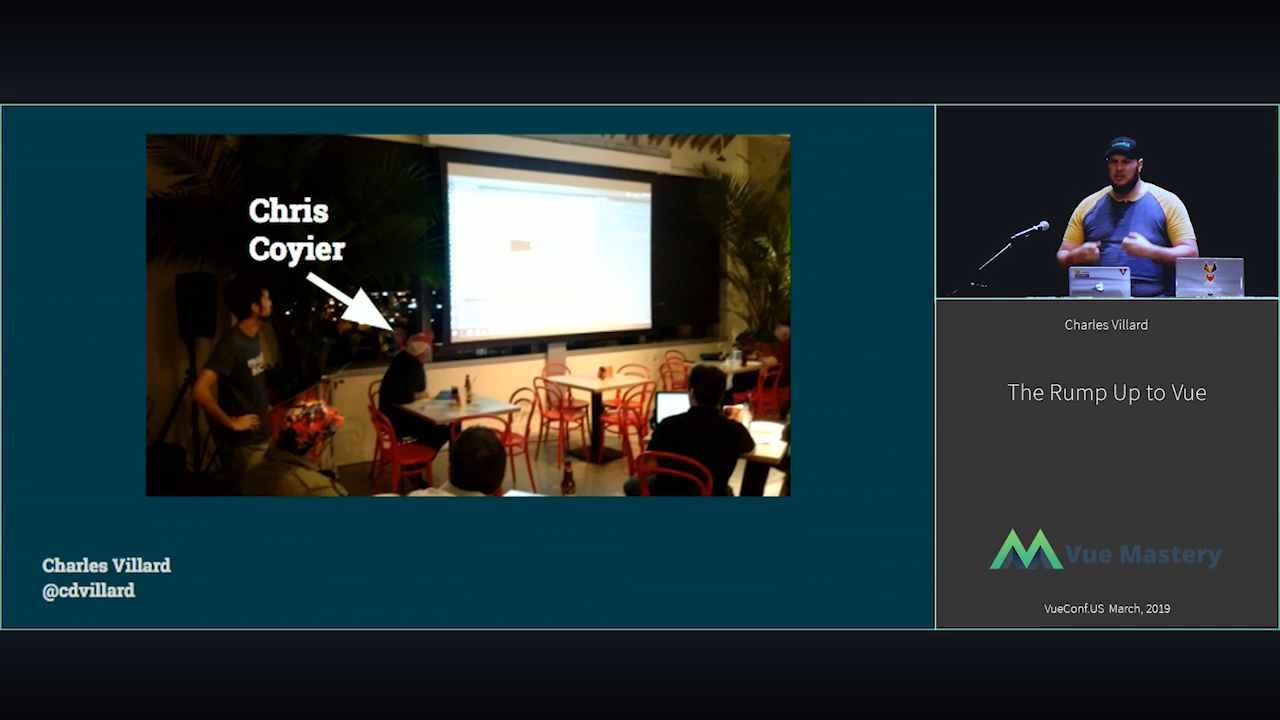 Chris
Coyier
Charles Villard
@cdvillard
Charles Villard
The Rump Up to Vue
Vue Mastery
VueConf.US March, 2019